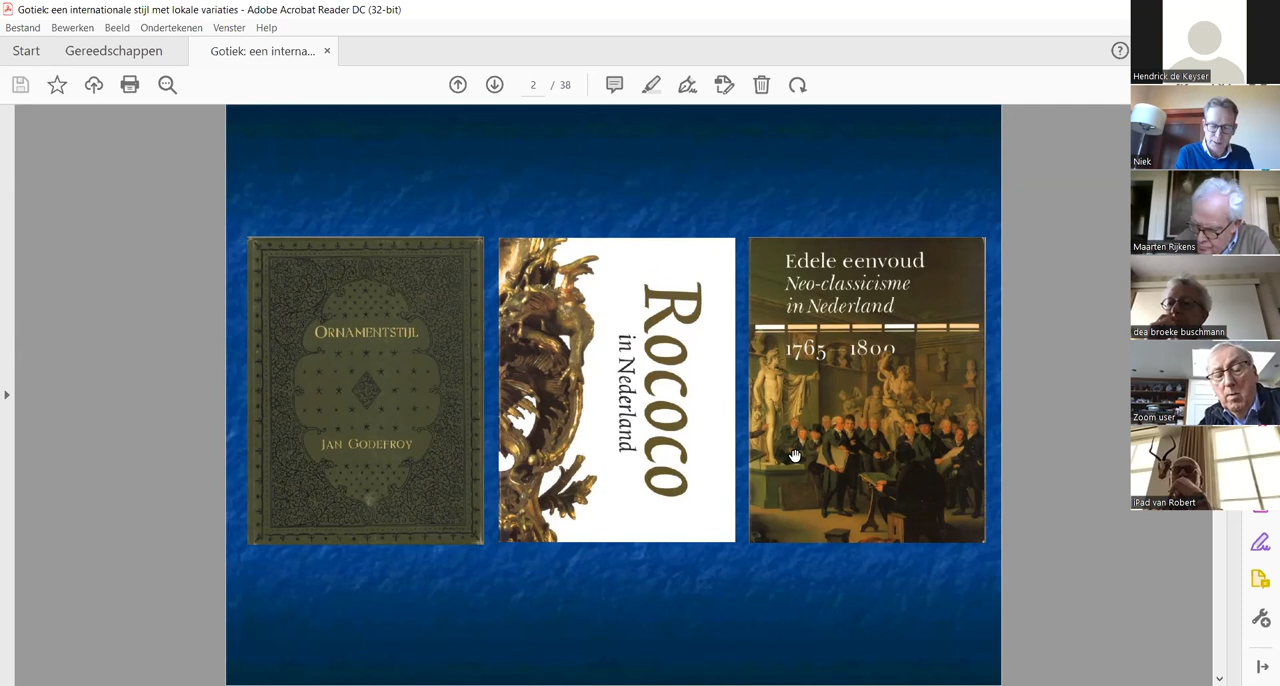 Gotiek: een internationale stijl met lokale variaties - Adobe Acrobat Reader DC (32-bit)
Bestand Bewerken Beeld Ondertekenen Venster Help
Start Gereedschappen Gotiek: een interna... ×
2 / 38
ORNAMENTSTIJL
JAN GODEFROY
Rococo
in Nederland
Edele eenvoud
Neo-classicisme
in Nederland
1765 - 1800
Hendrick de Keyser
Niek
Maarten Rijkens
dea broeke buschmann
Zoom user
iPad van Robert